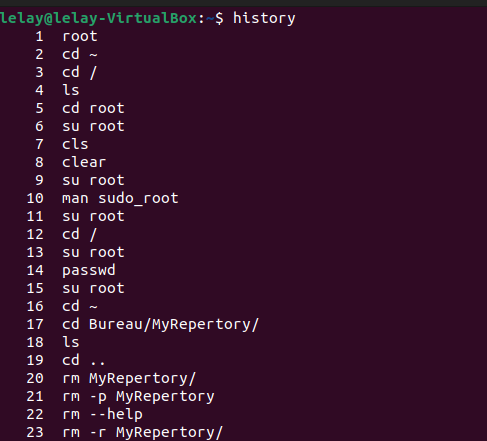 lelay@lelay-VirtualBox:~$ history
1 root
2 cd ~
3 cd /
4 ls
5 cd root
6 su root
7 cls
8 clear
9 su root
10 man sudo_root
11 su root
12 cd /
13 su root
14 passwd
15 su root
16 cd ~
17 cd Bureau/MyRepertory/
18 ls
19 cd ..
20 rm MyRepertory/
21 rm -p MyRepertory
22 rm --help
23 rm -r MyRepertory/